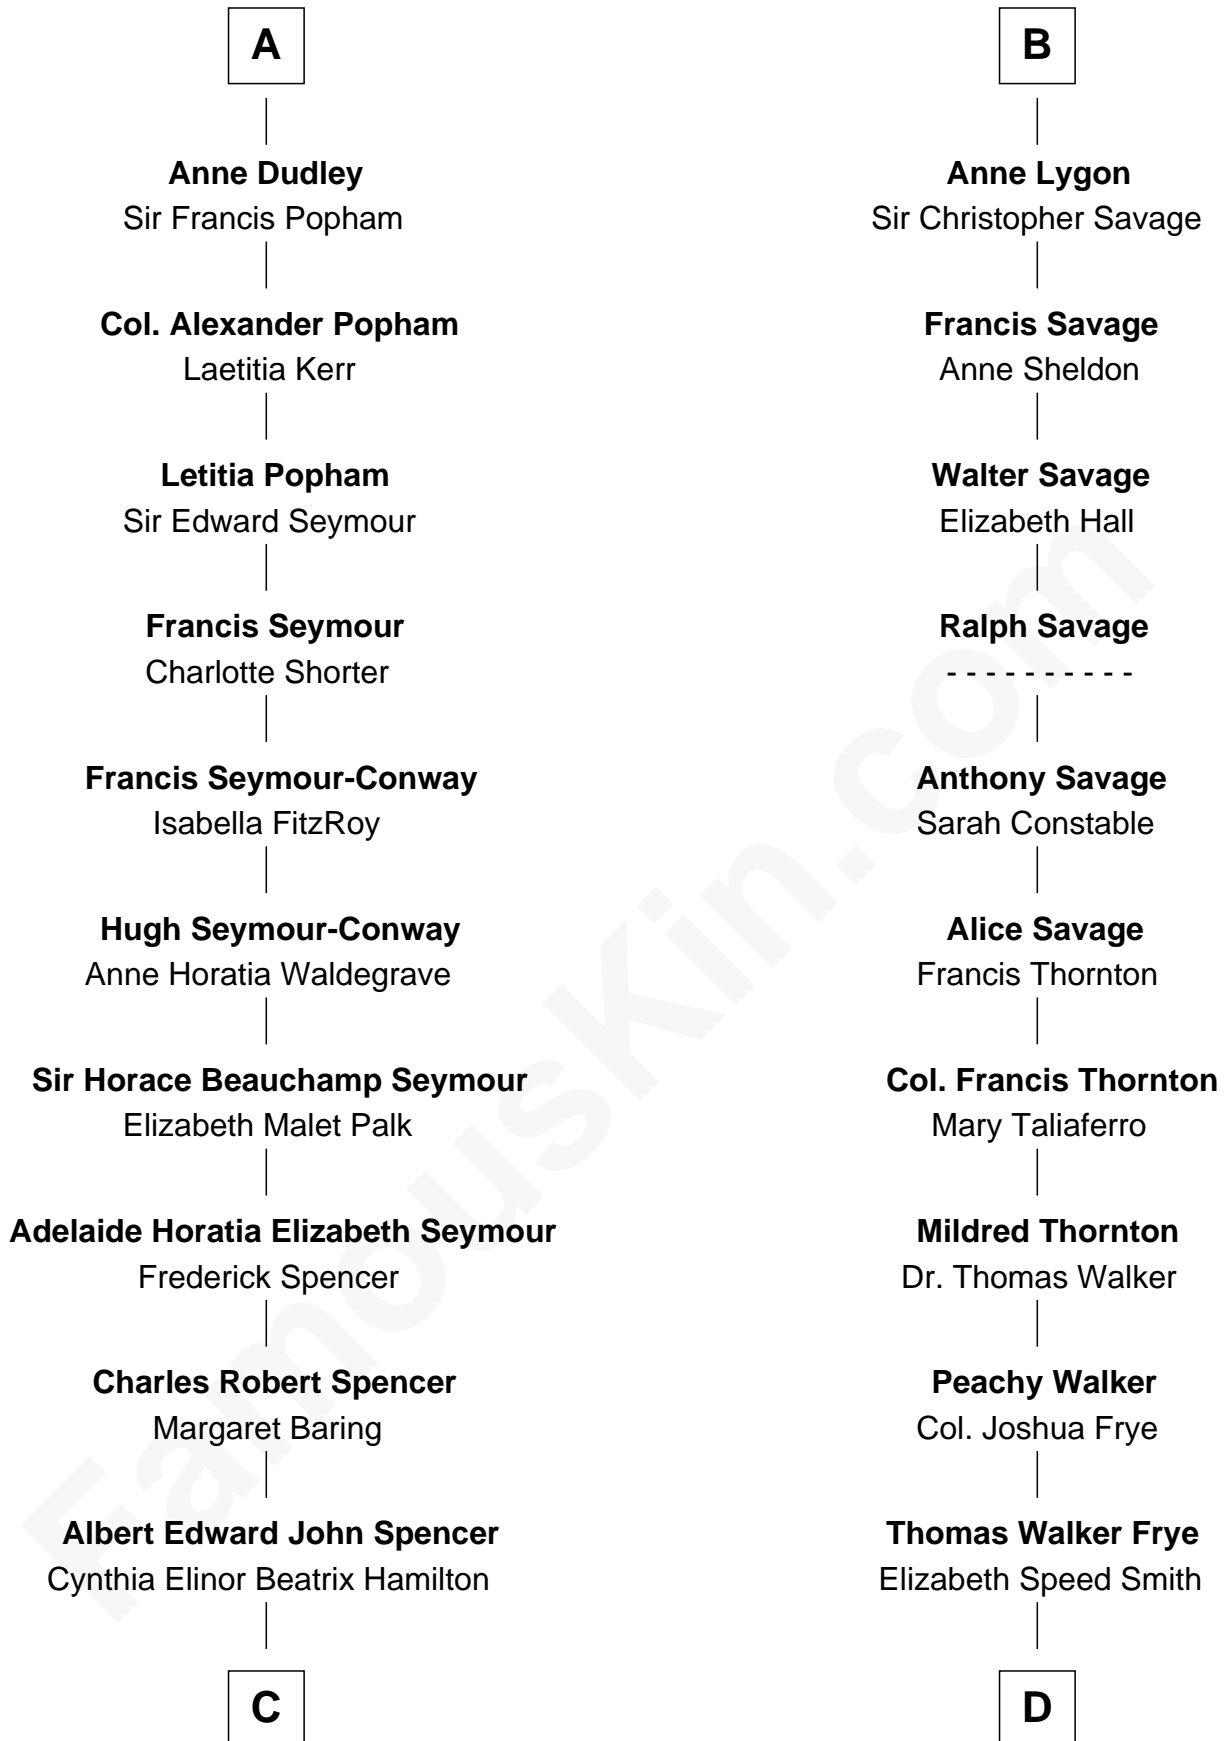 A
Anne Dudley
Sir Francis Popham
Col. Alexander Popham
Laetitia Kerr
Letitia Popham
Sir Edward Seymour
Francis Seymour
Charlotte Shorter
Francis Seymour-Conway
Isabella FitzRoy
Hugh Seymour-Conway
Anne Horatia Waldegrave
Sir Horace Beauchamp Seymour
Elizabeth Malet Palk
Adelaide Horatia Elizabeth Seymour
Frederick Spencer
Charles Robert Spencer
Margaret Baring
Albert Edward John Spencer
Cynthia Elinor Beatrix Hamilton
C
B
Anne Lygon
Sir Christopher Savage
Francis Savage
Anne Sheldon
Walter Savage
Elizabeth Hall
Ralph Savage
- - - - - - - - - -
Anthony Savage
Sarah Constable
Alice Savage
Francis Thornton
Col. Francis Thornton
Mary Taliaferro
Mildred Thornton
Dr. Thomas Walker
Peachy Walker
Col. Joshua Frye
Thomas Walker Frye
Elizabeth Speed Smith
D
FamousKin.com